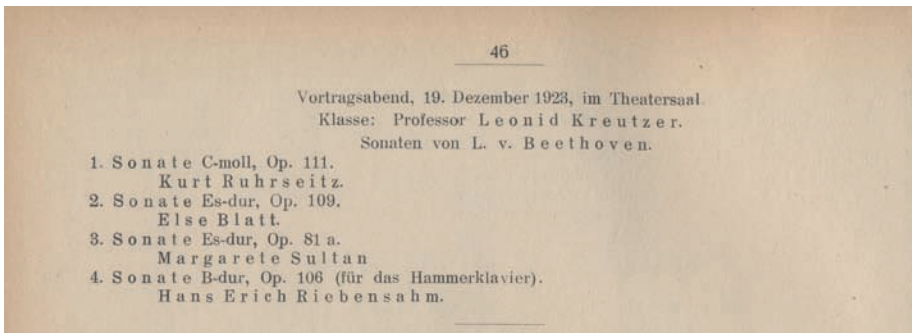 46
Vortragsabend, 19. Dezember 1923, im Theatersaal.
Klasse: Professor Leonid Kreutzer.
Sonaten von L. v. Beethoven.
1. Sonate C-moll, Op. 111.
Kurt Ruhrseitz.
2. Sonate Es-dur, Op. 109.
Else Blatt.
3. Sonate Es-dur, Op. 81 a.
Margarete Sultan
4. Sonate B-dur, Op. 106 (für das Hammerklavier).
Hans Erich Riebensahm.